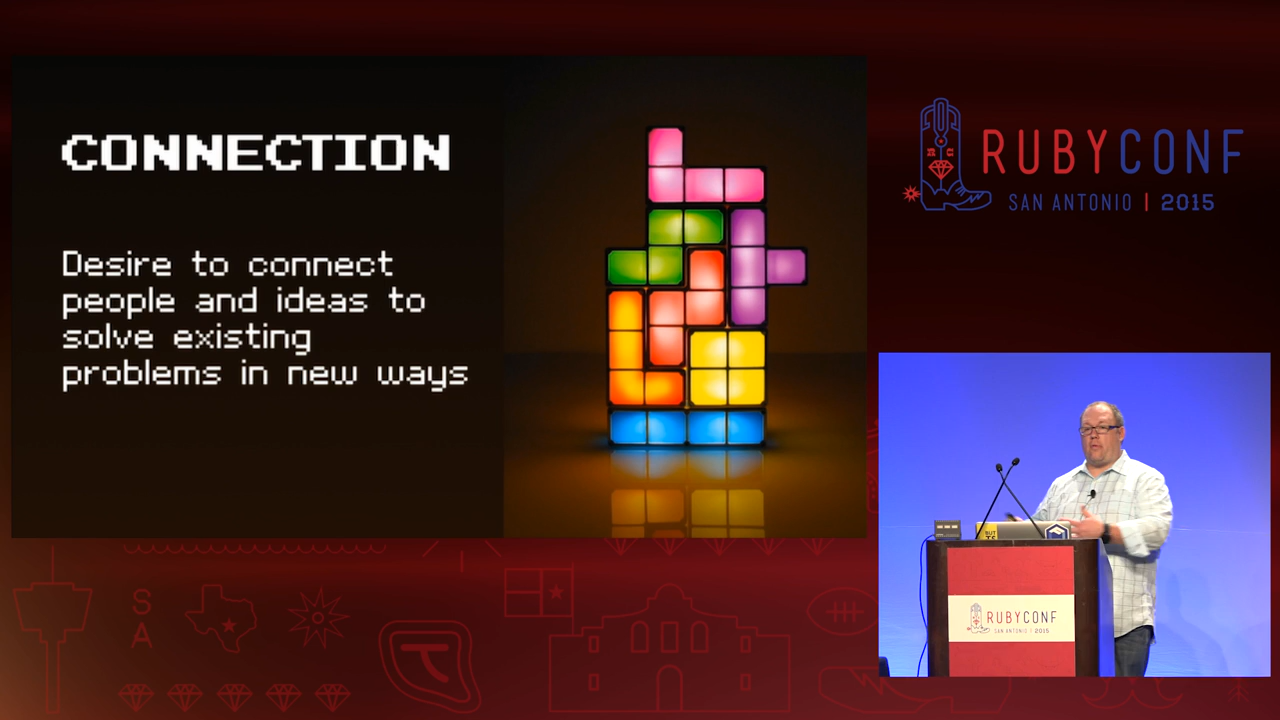 CONNECTION
Desire to connect
people and ideas to
solve existing
problems in new ways
RUBYCONF
SAN ANTONIO | 2015
S
A
RUBYCONF
SAN ANTONIO | 2015